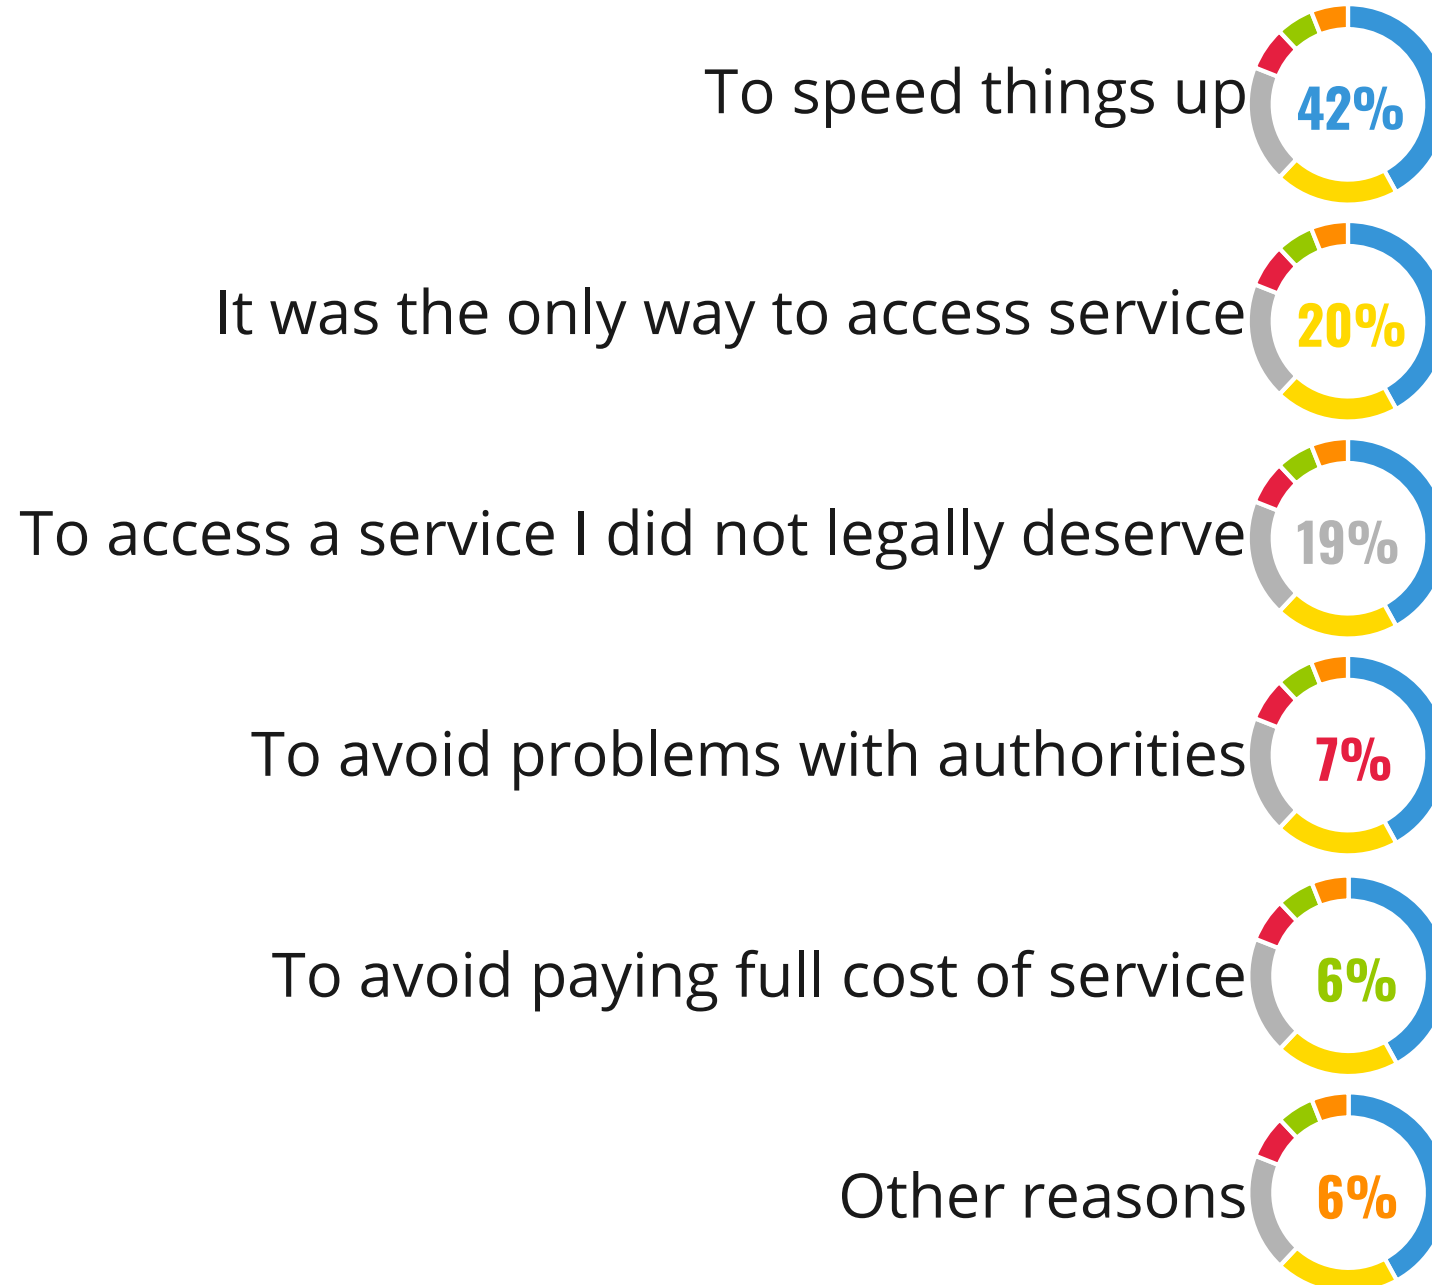 To speed things up 42%
It was the only way to access service 20%
To access a service I did not legally deserve 19%
To avoid problems with authorities 7%
To avoid paying full cost of service 6%
Other reasons 6%